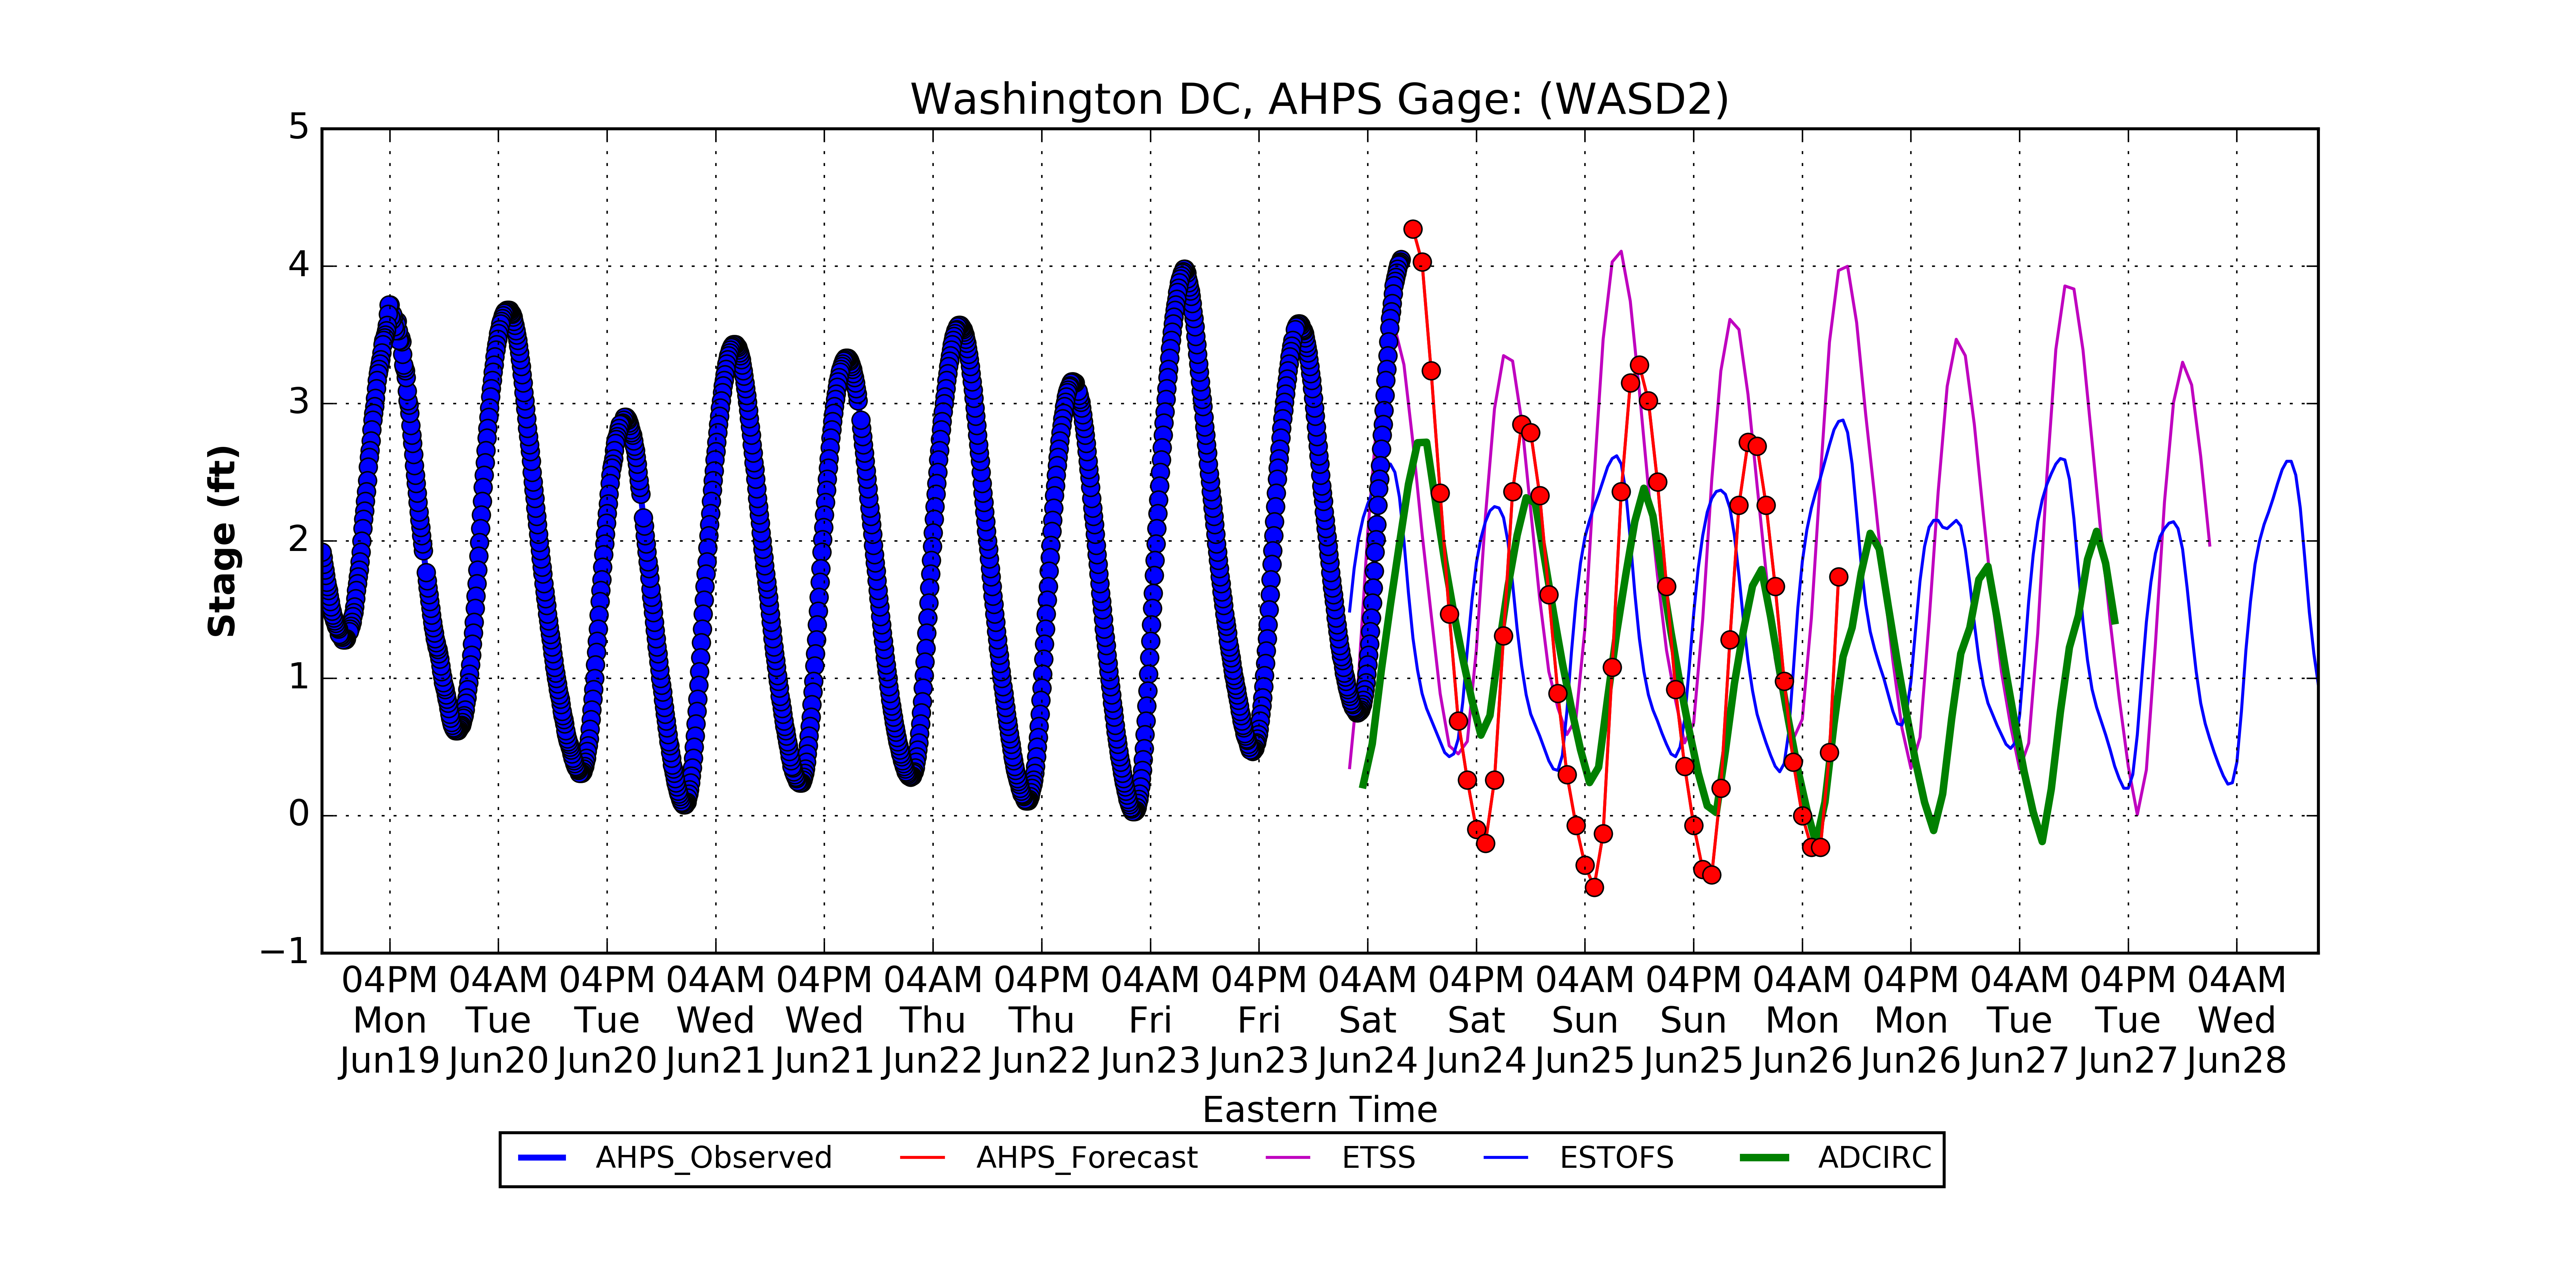 Washington DC, AHPS Gage: (WASD2)
5
4
3
2
1
0
−1
Stage (ft)
04PM 04AM 04PM 04AM 04PM 04AM 04PM 04AM 04PM 04AM 04PM 04AM 04PM 04AM 04PM 04AM 04PM 04AM
Mon Tue Tue Wed Wed Thu Thu Fri Fri Sat Sat Sun Sun Mon Mon Tue Tue Wed
Jun19 Jun20 Jun20 Jun21 Jun21 Jun22 Jun22 Jun23 Jun23 Jun24 Jun24 Jun25 Jun25 Jun26 Jun26 Jun27 Jun27 Jun28
Eastern Time
AHPS_Observed AHPS_Forecast ETSS ESTOFS ADCIRC